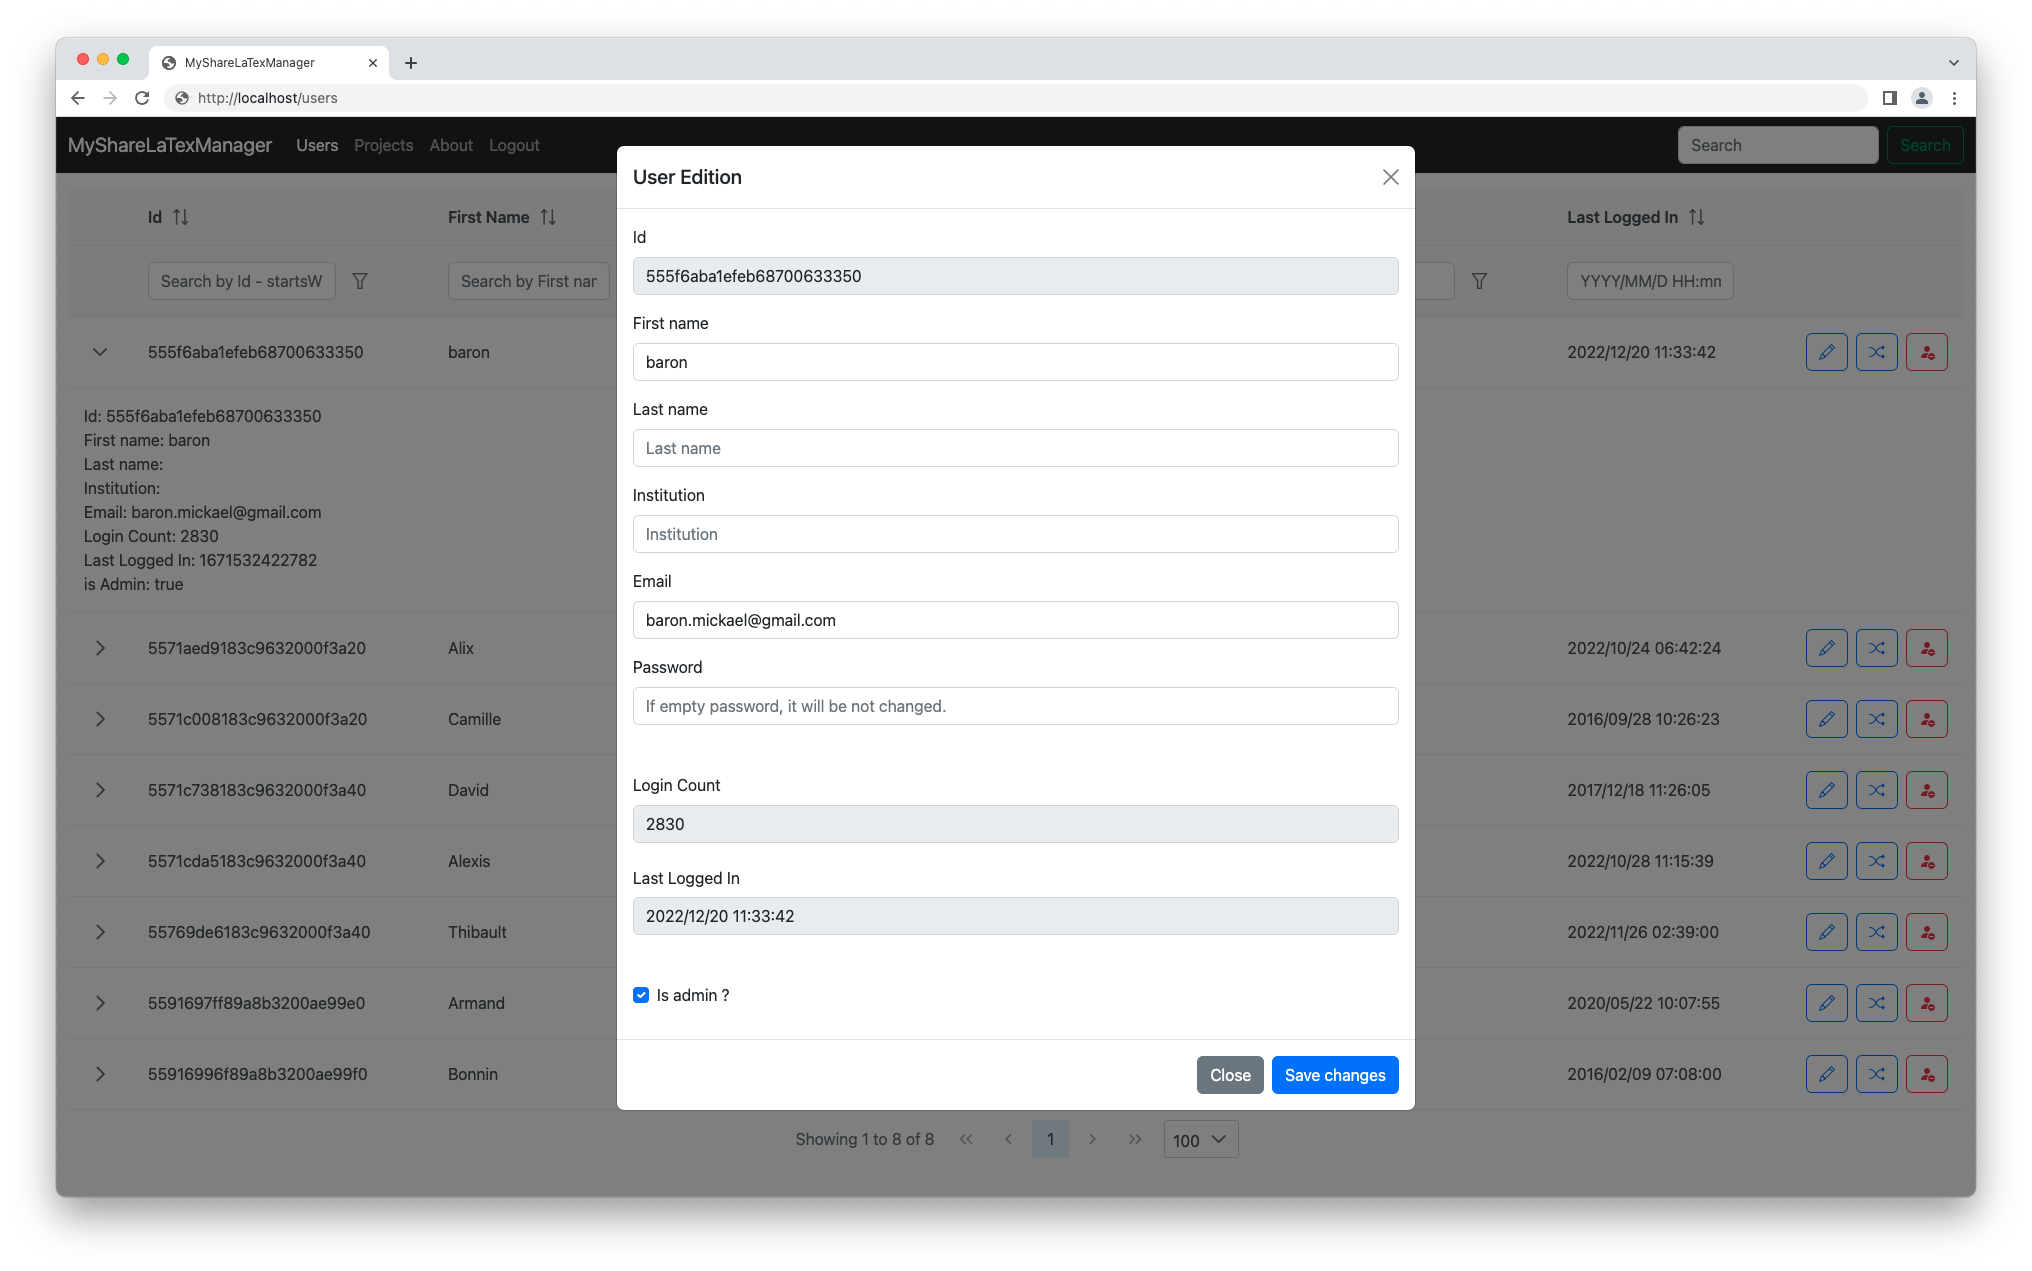 MyShareLaTexManager
http://localhost/users
MyShareLaTexManager Users Projects About Logout Search Search
User Edition
Id First Name Last Logged In
Search by Id - startsW Search by First nar YYYY/MM/D HH:mn
Id
555f6aba1efeb68700633350
First name
baron
Last name
Last name
Institution
Institution
Email
baron.mickael@gmail.com
Password
If empty password, it will be not changed.
Login Count
2830
Last Logged In
2022/12/20 11:33:42
Is admin ?
Close Save changes
555f6aba1efeb68700633350 baron 2022/12/20 11:33:42
Id: 555f6aba1efeb68700633350
First name: baron
Last name:
Institution:
Email: baron.mickael@gmail.com
Login Count: 2830
Last Logged In: 1671532422782
is Admin: true
5571aed9183c9632000f3a20 Alix 2022/10/24 06:42:24
5571c008183c9632000f3a20 Camille 2016/09/28 10:26:23
5571c738183c9632000f3a40 David 2017/12/18 11:26:05
5571cda5183c9632000f3a40 Alexis 2022/10/28 11:15:39
55769de6183c9632000f3a40 Thibault 2022/11/26 02:39:00
5591697ff89a8b3200ae99e0 Armand 2020/05/22 10:07:55
55916996f89a8b3200ae99f0 Bonnin 2016/02/09 07:08:00
Showing 1 to 8 of 8 « ‹ 1 › » 100